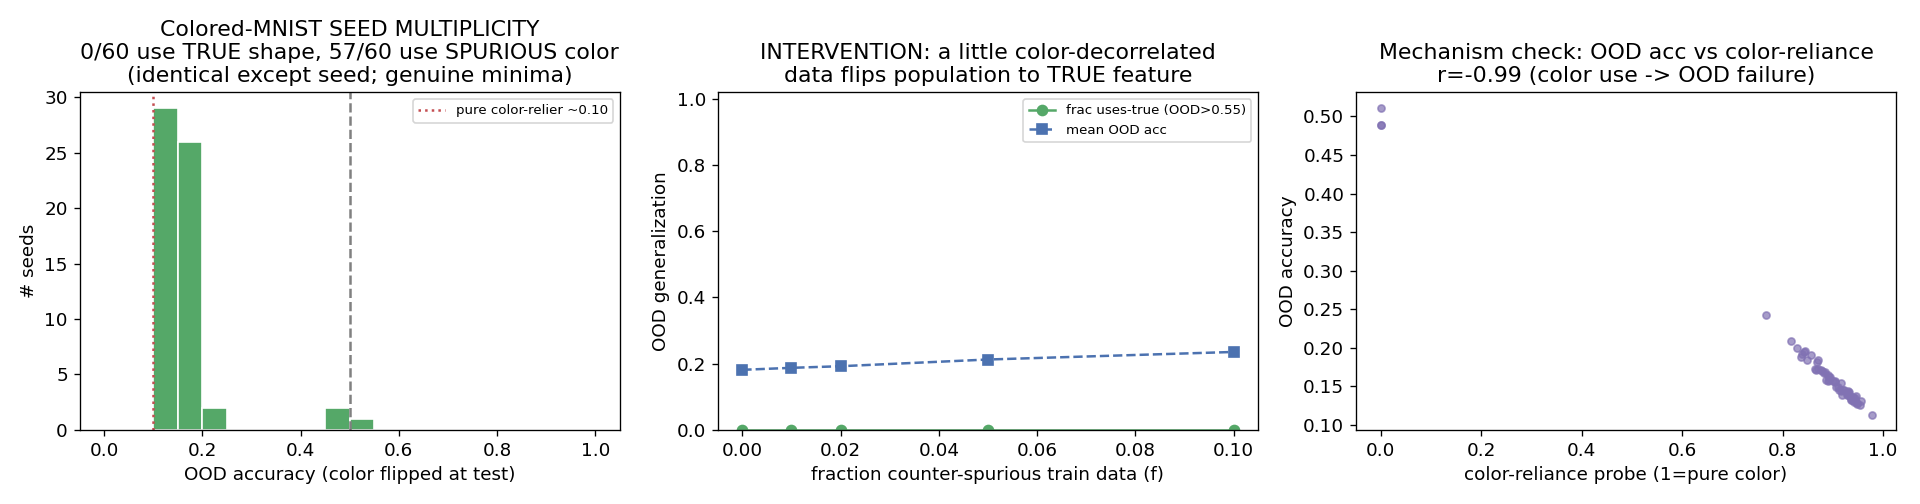 Colored-MNIST SEED MULTIPLICITY
0/60 use TRUE shape, 57/60 use SPURIOUS color
(identical except seed; genuine minima)
30
25
20
15
10
5
0
# seeds
pure color-relier ~0.10
0.0 0.2 0.4 0.6 0.8 1.0
OOD accuracy (color flipped at test)
INTERVENTION: a little color-decorrelated
data flips population to TRUE feature
1.0
0.8
0.6
0.4
0.2
0.0
OOD generalization
frac uses-true (OOD>0.55)
mean OOD acc
0.00 0.02 0.04 0.06 0.08 0.10
fraction counter-spurious train data (f)
Mechanism check: OOD acc vs color-reliance
r=-0.99 (color use -> OOD failure)
0.50
0.45
0.40
0.35
0.30
0.25
0.20
0.15
0.10
OOD accuracy
0.0 0.2 0.4 0.6 0.8 1.0
color-reliance probe (1=pure color)